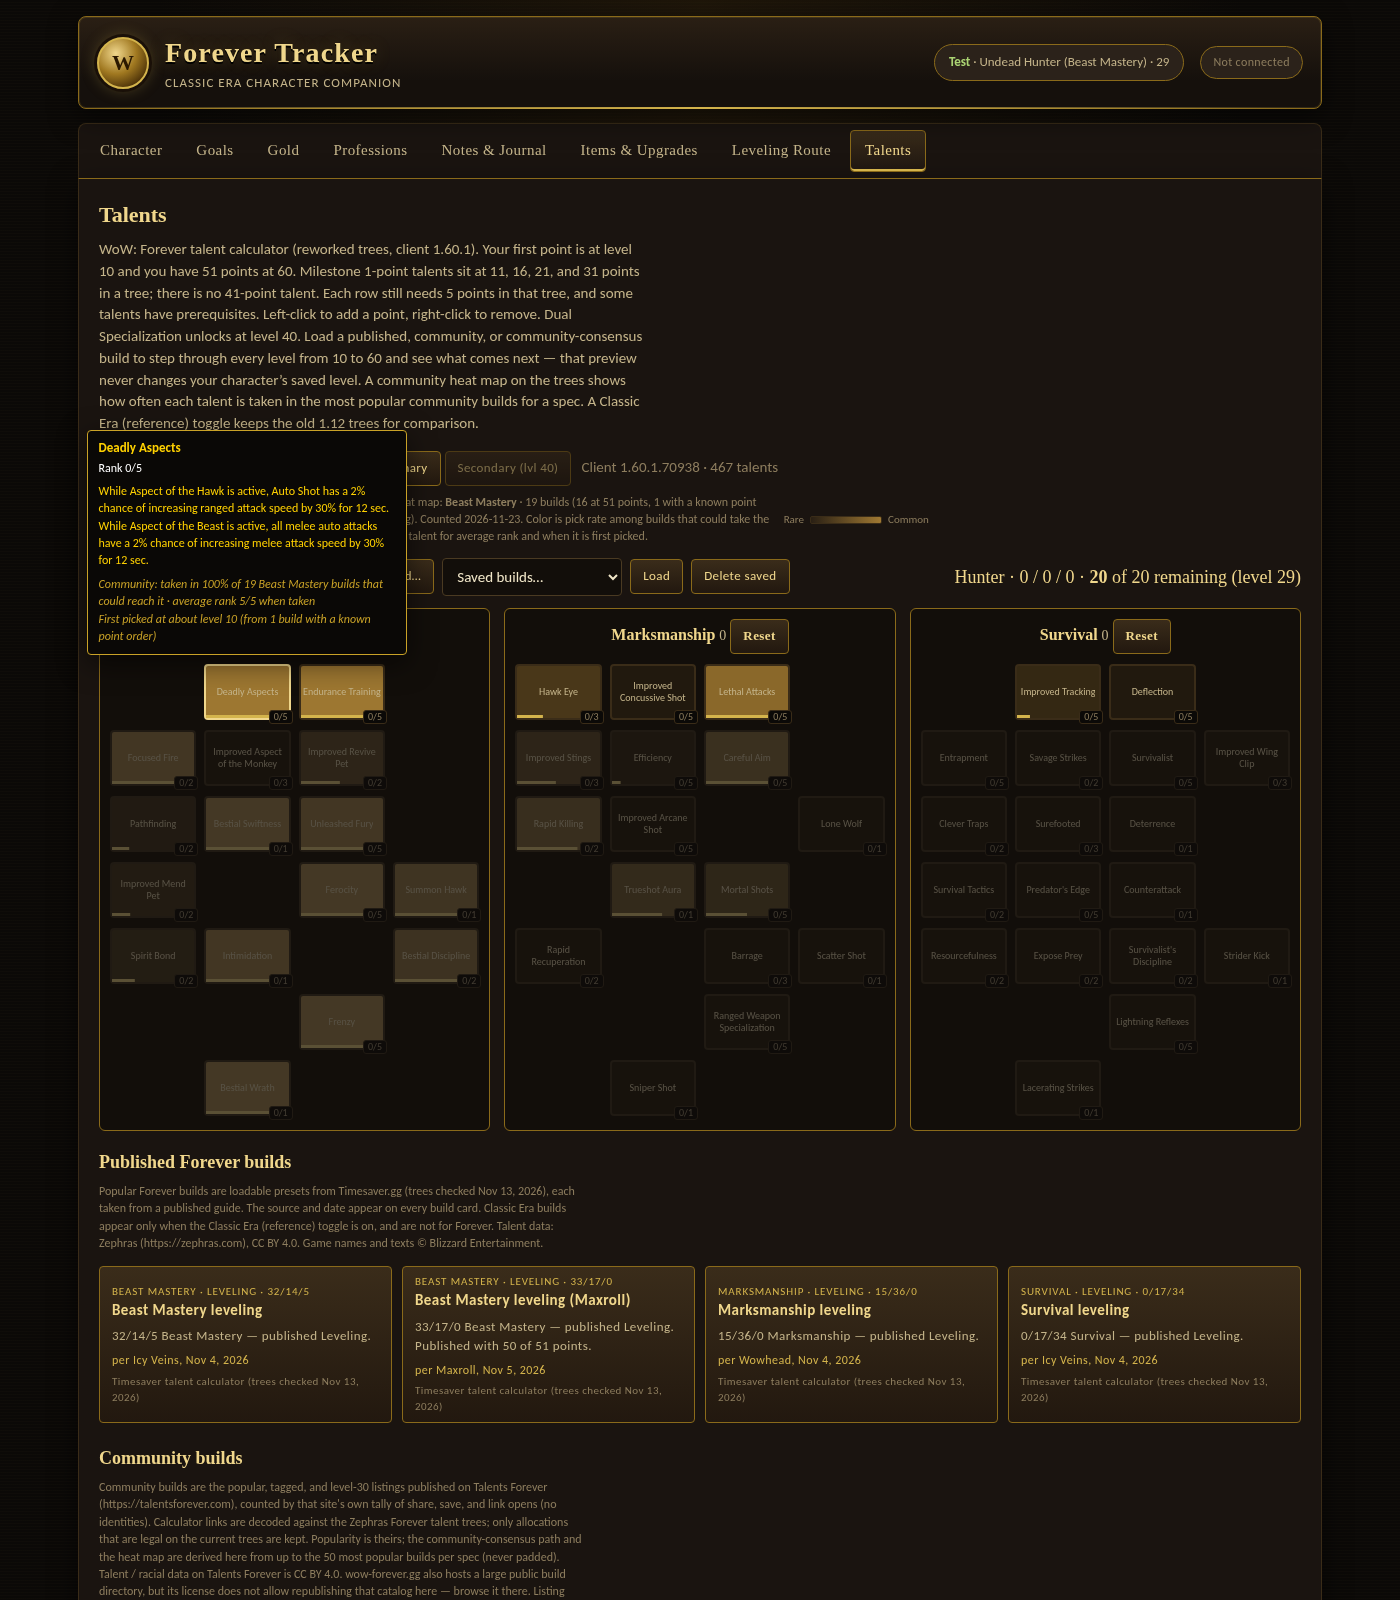 W
Forever Tracker
CLASSIC ERA CHARACTER COMPANION
Test · Undead Hunter (Beast Mastery) · 29
Not connected
Character
Goals
Gold
Professions
Notes & Journal
Items & Upgrades
Leveling Route
Talents
Talents
WoW: Forever talent calculator (reworked trees, client 1.60.1). Your first point is at level
10 and you have 51 points at 60. Milestone 1-point talents sit at 11, 16, 21, and 31 points
in a tree; there is no 41-point talent. Each row still needs 5 points in that tree, and some
talents have prerequisites. Left-click to add a point, right-click to remove. Dual
Specialization unlocks at level 40. Load a published, community, or community-consensus
build to step through every level from 10 to 60 and see what comes next — that preview
never changes your character’s saved level. A community heat map on the trees shows
how often each talent is taken in the most popular community builds for a spec. A Classic
Era (reference) toggle keeps the old 1.12 trees for comparison.
Deadly Aspects
Rank 0/5
While Aspect of the Hawk is active, Auto Shot has a 2%
chance of increasing ranged attack speed by 30% for 12 sec.
While Aspect of the Beast is active, all melee auto attacks
have a 2% chance of increasing melee attack speed by 30%
for 12 sec.
Community: taken in 100% of 19 Beast Mastery builds that
could reach it · average rank 5/5 when taken
First picked at about level 10 (from 1 build with a known
point order)
Secondary (lvl 40)
Client 1.60.1.70938 · 467 talents
map: Beast Mastery · 19 builds (16 at 51 points, 1 with a known point
Counted 2026-11-23. Color is pick rate among builds that could take the
talent for average rank and when it is first picked.
Rare
Common
Saved builds...
Load
Delete saved
Hunter · 0 / 0 / 0 · 20 of 20 remaining (level 29)
Marksmanship 0
Reset
Survival 0
Reset
Deadly Aspects
0/5
Endurance Training
0/5
Focused Fire
0/2
Improved Aspect
of the Monkey
0/3
Improved Revive
Pet
0/2
Pathfinding
0/2
Bestial Swiftness
0/1
Unleashed Fury
0/5
Improved Mend
Pet
0/2
Ferocity
0/5
Summon Hawk
0/1
Spirit Bond
0/2
Intimidation
0/1
Bestial Discipline
0/2
Frenzy
0/5
Bestial Wrath
0/1
Hawk Eye
0/3
Improved
Concussive Shot
0/5
Lethal Attacks
0/5
Improved Stings
0/3
Efficiency
0/5
Careful Aim
0/5
Rapid Killing
0/2
Improved Arcane
Shot
0/5
Lone Wolf
0/1
Trueshot Aura
0/1
Mortal Shots
0/5
Rapid
Recuperation
0/2
Barrage
0/3
Scatter Shot
0/1
Ranged Weapon
Specialization
0/5
Sniper Shot
0/1
Improved Tracking
0/5
Deflection
0/5
Entrapment
0/5
Savage Strikes
0/2
Survivalist
0/5
Improved Wing
Clip
0/3
Clever Traps
0/2
Surefooted
0/3
Deterrence
0/1
Survival Tactics
0/2
Predator's Edge
0/5
Counterattack
0/1
Resourcefulness
0/2
Expose Prey
0/2
Survivalist's
Discipline
0/2
Strider Kick
0/1
Lightning Reflexes
0/5
Lacerating Strikes
0/1
Published Forever builds
Popular Forever builds are loadable presets from Timesaver.gg (trees checked Nov 13, 2026), each
taken from a published guide. The source and date appear on every build card. Classic Era builds
appear only when the Classic Era (reference) toggle is on, and are not for Forever. Talent data:
Zephras (https://zephras.com), CC BY 4.0. Game names and texts © Blizzard Entertainment.
BEAST MASTERY · LEVELING · 32/14/5
Beast Mastery leveling
32/14/5 Beast Mastery — published Leveling.
per Icy Veins, Nov 4, 2026
Timesaver talent calculator (trees checked Nov 13,
2026)
BEAST MASTERY · LEVELING · 33/17/0
Beast Mastery leveling (Maxroll)
33/17/0 Beast Mastery — published Leveling.
Published with 50 of 51 points.
per Maxroll, Nov 5, 2026
Timesaver talent calculator (trees checked Nov 13,
2026)
MARKSMANSHIP · LEVELING · 15/36/0
Marksmanship leveling
15/36/0 Marksmanship — published Leveling.
per Wowhead, Nov 4, 2026
Timesaver talent calculator (trees checked Nov 13,
2026)
SURVIVAL · LEVELING · 0/17/34
Survival leveling
0/17/34 Survival — published Leveling.
per Icy Veins, Nov 4, 2026
Timesaver talent calculator (trees checked Nov 13,
2026)
Community builds
Community builds are the popular, tagged, and level-30 listings published on Talents Forever
(https://talentsforever.com), counted by that site's own tally of share, save, and link opens (no
identities). Calculator links are decoded against the Zephras Forever talent trees; only allocations
that are legal on the current trees are kept. Popularity is theirs; the community-consensus path and
the heat map are derived here from up to the 50 most popular builds per spec (never padded).
Talent / racial data on Talents Forever is CC BY 4.0. wow-forever.gg also hosts a large public build
directory, but its license does not allow republishing that catalog here — browse it there. Listing